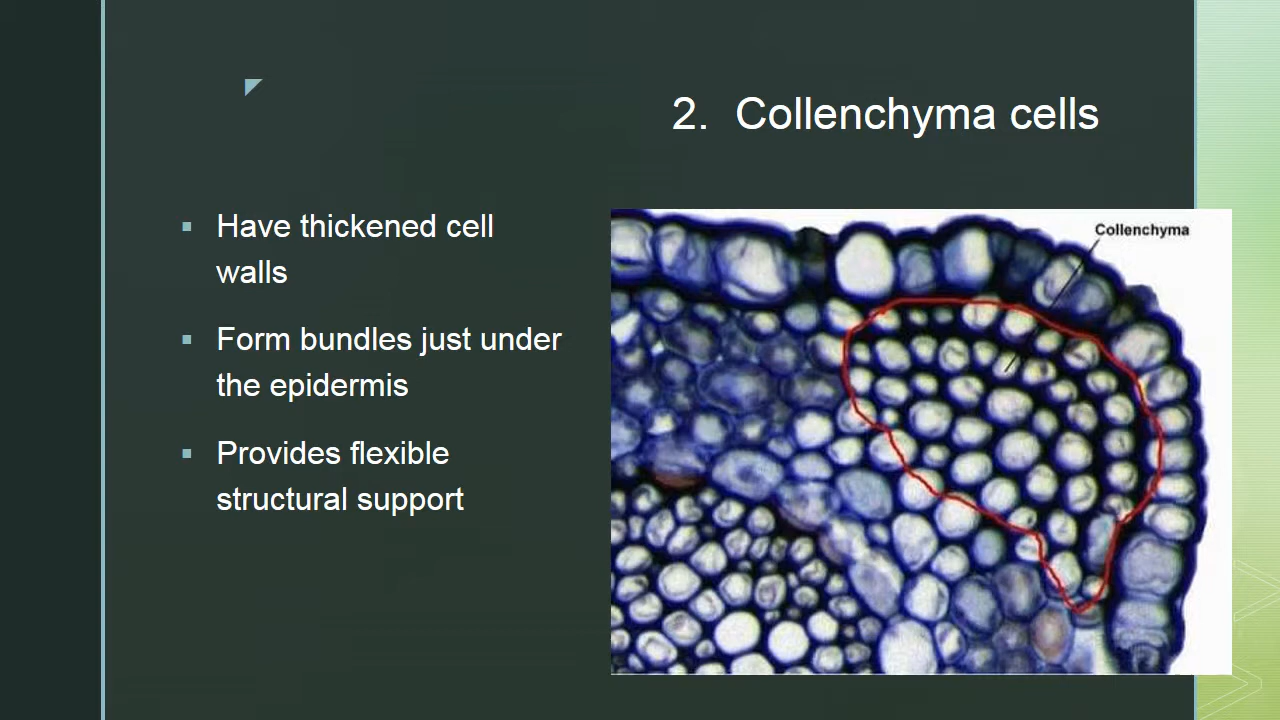 2. Collenchyma cells
▪ Have thickened cell
walls
▪ Form bundles just under
the epidermis
▪ Provides flexible
structural support
Collenchyma